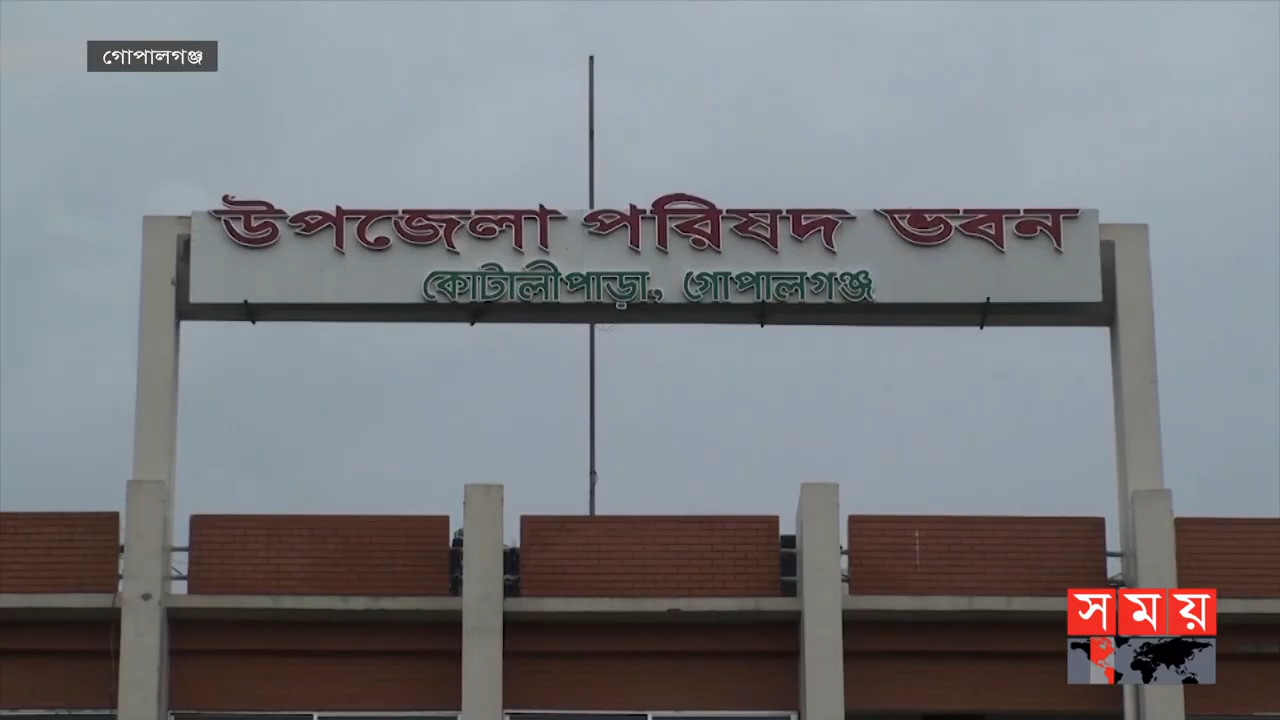 গোপালগঞ্জ
উপজেলা পরিষদ ভবন
কোটালীপাড়া, গোপালগঞ্জ
সময়